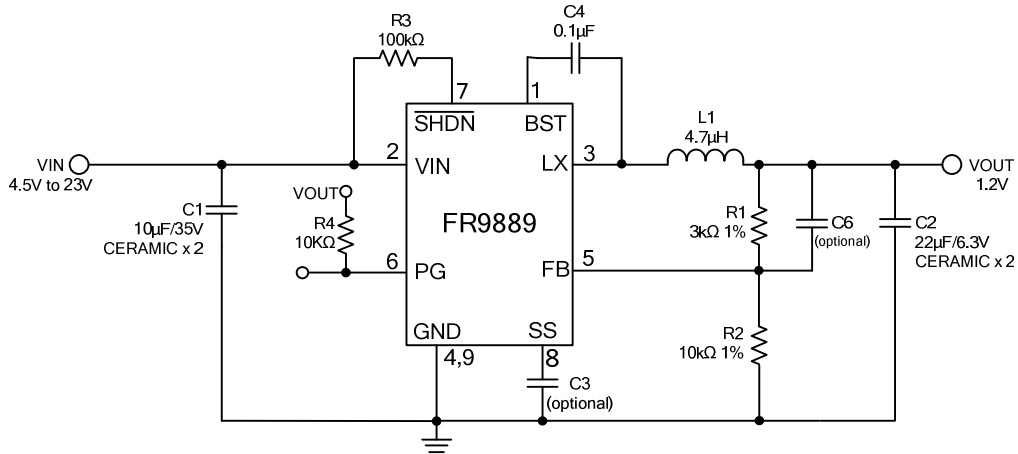 R3
100kΩ
C4
0.1µF
7
1
SHDN
BST
L1
4.7µH
VIN
4.5V to 23V
2
VIN
LX
3
VOUT
1.2V
VOUT
R4
10KΩ
C1
10µF/35V
CERAMIC x 2
FR9889
R1
3kΩ 1%
C6
(optional)
C2
22µF/6.3V
CERAMIC x 2
6
PG
FB
5
GND
SS
4,9
8
R2
10kΩ 1%
C3
(optional)